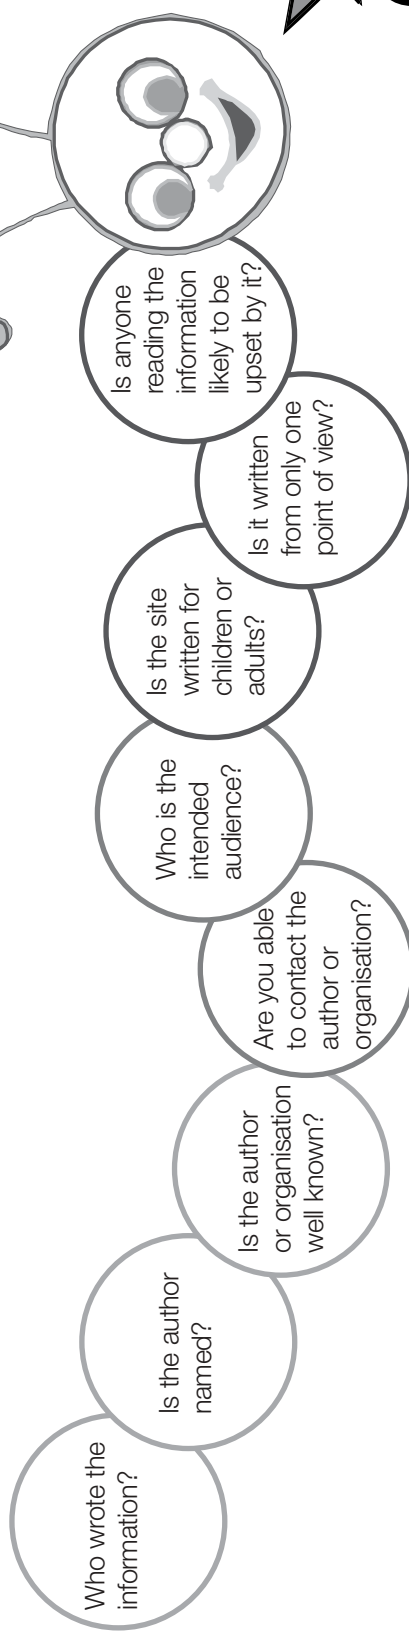 Who wrote the
information?
Is the author
named?
Is the author
or organisation
well known?
Are you able
to contact the
author or
organisation?
Who is the
intended
audience?
Is the site
written for
children or
adults?
Is it written
from only one
point of view?
Is anyone
reading the
information
likely to be
upset by it?